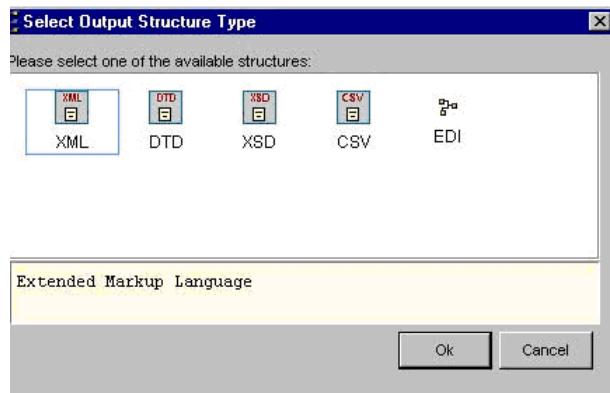 Select Output Structure Type
Please select one of the available structures:
XML DTD XSD CSV
XML DTD XSD CSV EDI
Extended Markup Language
Ok Cancel